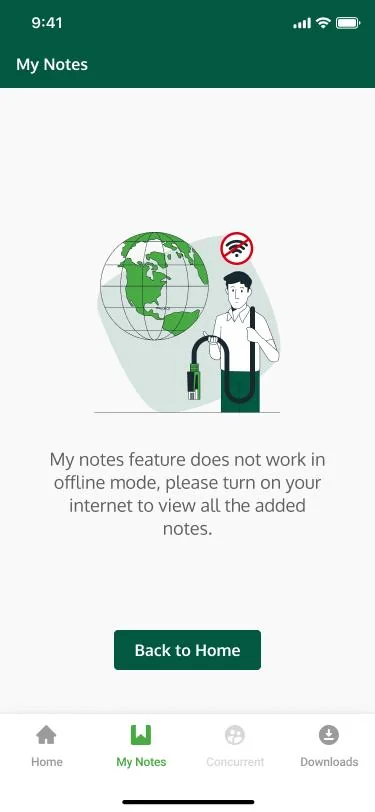 9:41
My Notes
My notes feature does not work in
offline mode, please turn on your
internet to view all the added
notes.
Back to Home
Home
My Notes
Concurrent
Downloads